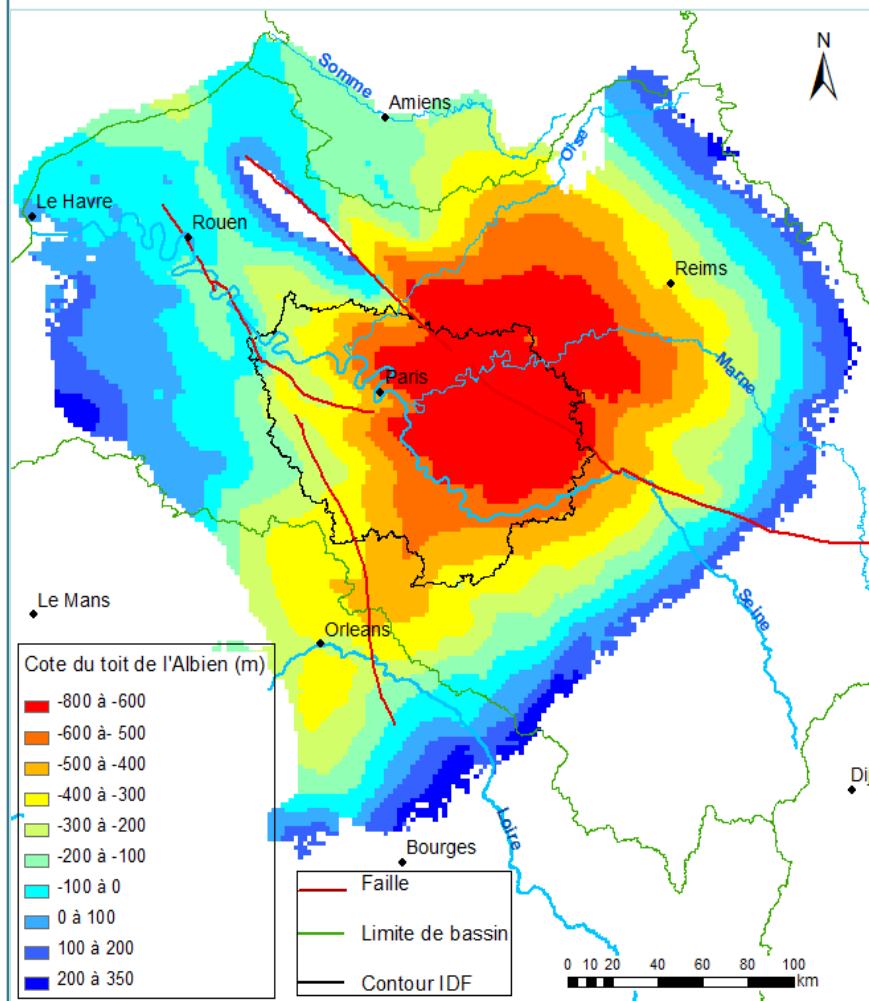 N
Somme
Amiens
Oise
Le Havre
Rouen
Reims
Marne
Paris
Le Mans
Seine
Orleans
Cote du toit de l'Albien (m)
-800 à -600
-600 à- 500
-500 à -400
-400 à -300
-300 à -200
-200 à -100
-100 à 0
0 à 100
100 à 200
200 à 350
Dij
Loire
Bourges
Faille
Limite de bassin
Contour IDF
0 10 20 40 60 80 100
km